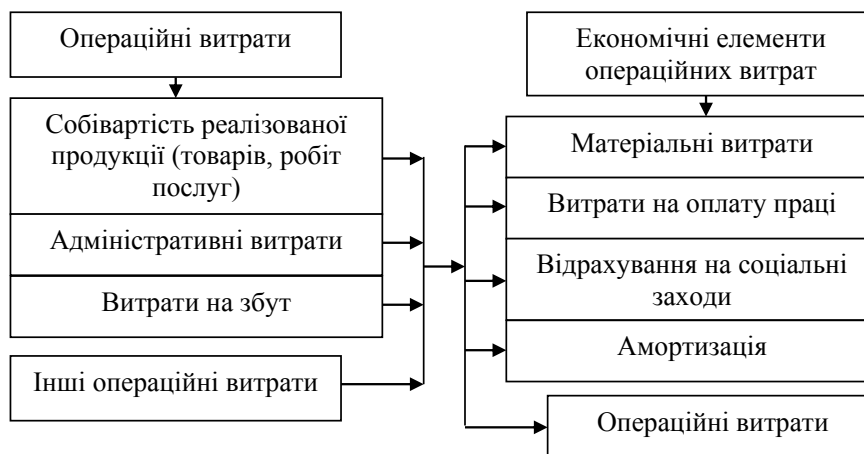 Операційні витрати
Собівартість реалізованої
продукції (товарів, робіт
послуг)
Адміністративні витрати
Витрати на збут
Інші операційні витрати
Економічні елементи
операційних витрат
Матеріальні витрати
Витрати на оплату праці
Відрахування на соціальні
заходи
Амортизація
Операційні витрати